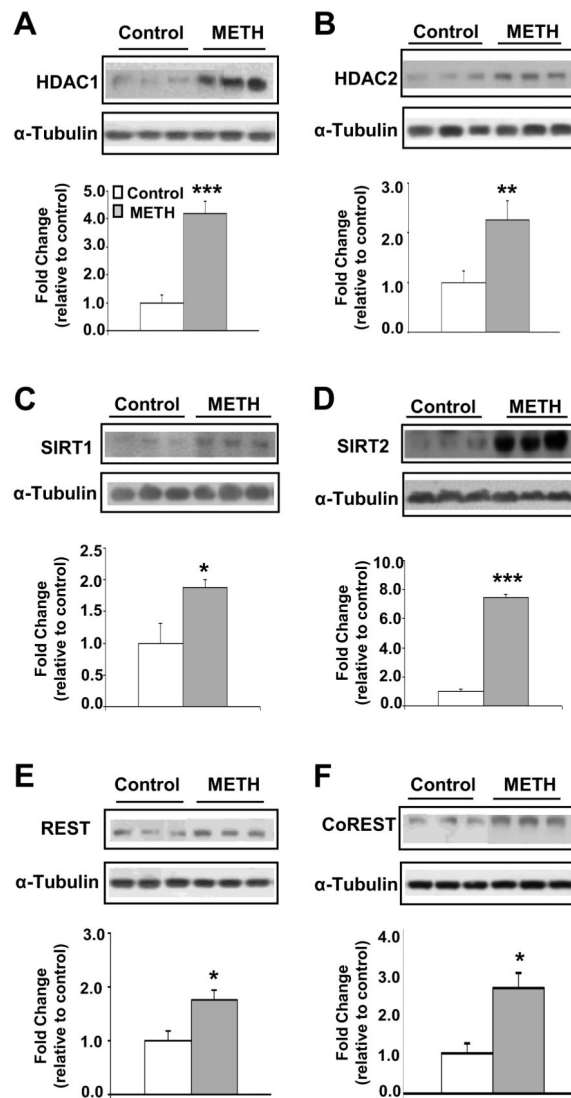 A
Control METH
HDAC1
α-Tubulin
Fold Change
(relative to control)
5.0
4.0
3.0
2.0
1.0
0.0
Control
METH
***
B
Control METH
HDAC2
α-Tubulin
Fold Change
(relative to control)
3.0
2.0
1.0
0.0
**
C
Control METH
SIRT1
α-Tubulin
Fold Change
(relative to control)
2.5
2.0
1.5
1.0
0.5
0.0
*
D
Control METH
SIRT2
α-Tubulin
Fold Change
(relative to control)
10.0
8.0
6.0
4.0
2.0
0.0
***
E
Control METH
REST
α-Tubulin
Fold Change
(relative to control)
3.0
2.0
1.0
0.0
*
F
Control METH
CoREST
α-Tubulin
Fold Change
(relative to control)
4.0
3.0
2.0
1.0
0.0
*